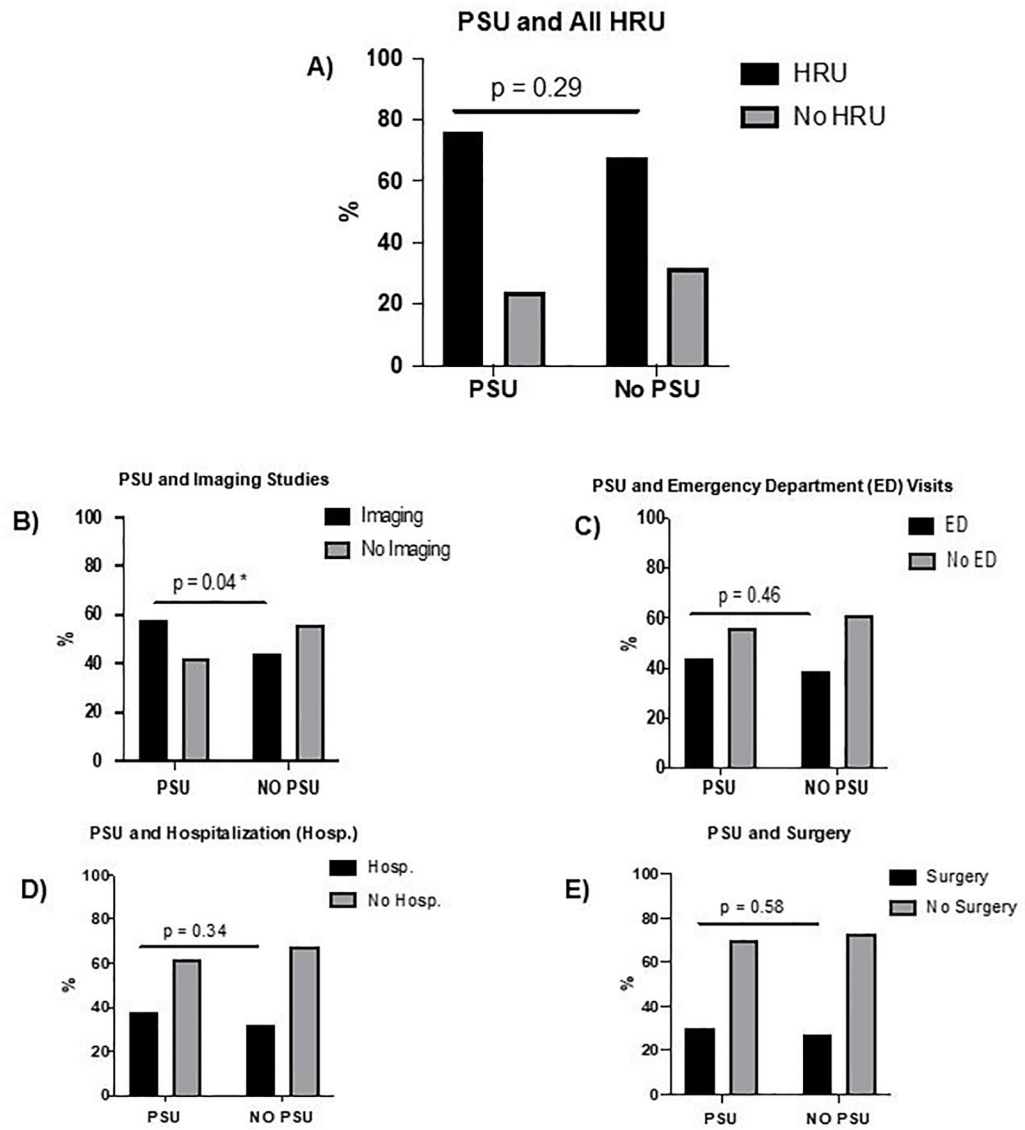 PSU and All HRU
A)
100
80
60
40
20
0
%
p = 0.29
HRU
No HRU
PSU
No PSU
PSU and Imaging Studies
B)
100
80
60
40
20
0
%
p = 0.04 *
Imaging
No Imaging
PSU
NO PSU
PSU and Emergency Department (ED) Visits
C)
100
80
60
40
20
0
%
p = 0.46
ED
No ED
PSU
NO PSU
PSU and Hospitalization (Hosp.)
D)
100
80
60
40
20
0
%
p = 0.34
Hosp.
No Hosp.
PSU
NO PSU
PSU and Surgery
E)
100
80
60
40
20
0
%
p = 0.58
Surgery
No Surgery
PSU
NO PSU